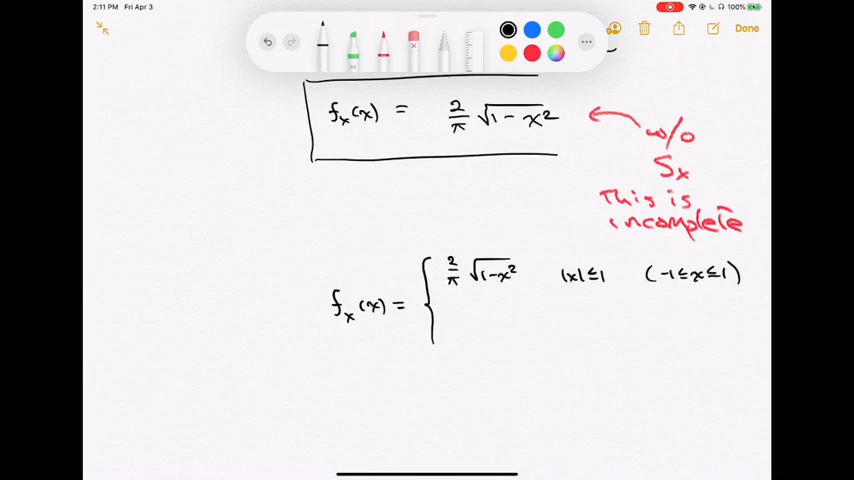 2:11 PM Fri Apr 3
100%
Done
f_x(x) = 2/π √1-x²
w/o
Sx
This is
incomplete
f_x(x) = { 2/π √1-x² |x|≤1 (-1≤x≤1)